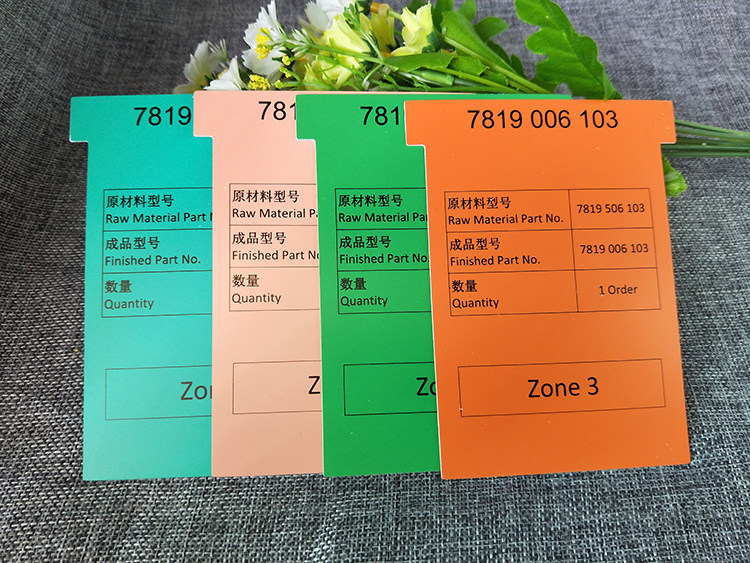 7819
原材料型号
Raw Material Part
成品型号
Finished Part No.
数量
Quantity
781
原材料型号
Raw Material
成品型号
Finished Part
数量
Quantity
781
原材料型号
Raw Material Par
成品型号
Finished Part No.
数量
Quantity
7819 006 103
原材料型号
Raw Material Part No.
7819 506 103
成品型号
Finished Part No.
7819 006 103
数量
Quantity
1 Order
Zone 3